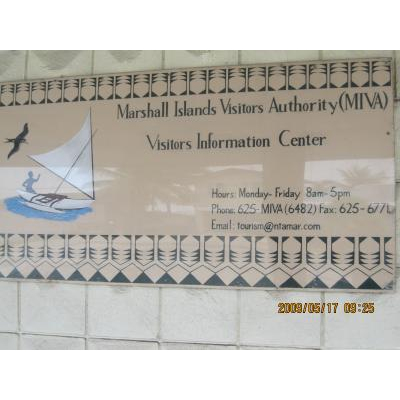 Marshall Islands Visitors Authority(MIVA)
Visitors Information Center
Hours: Monday-Friday 8am-5pm
Phone: 625-MIVA(6482) Fax: 625-6771
Email: tourism@ntamar.com
2009/05/17 09:25